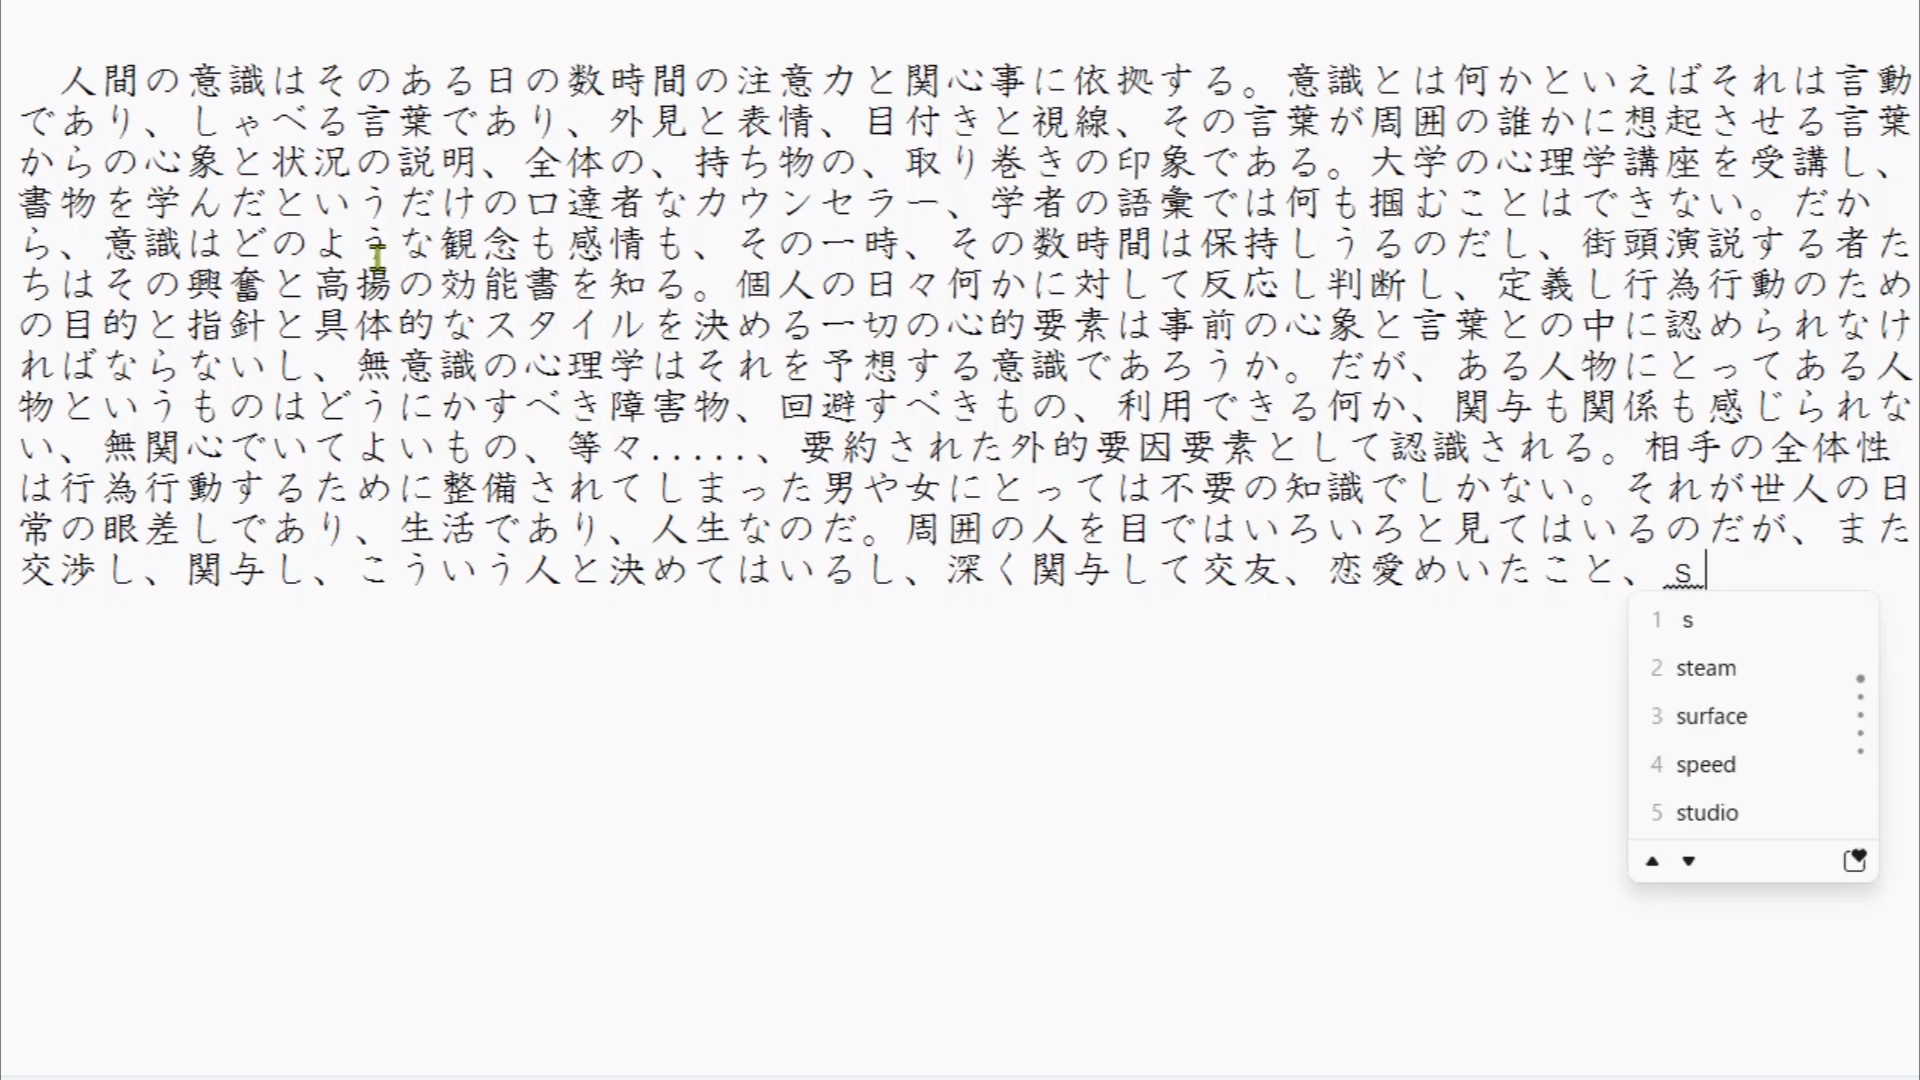 人間の意識はそのある日の数時間の注意力と関心事に依拠する。意識とは何かといえばそれは言動
であり、しゃべる言葉であり、外見と表情、目付きと視線、その言葉が周囲の誰かに想起させる言葉
からの心象と状況の説明、全体の、持ち物の、取り巻きの印象である。大学の心理学講座を受講し、
書物を学んだというだけの口達者なカウンセラー、学者の語彙では何も掴むことはできない。だか
ら、意識はどのような観念も感情も、その一時、その数時間は保持しうるのだし、街頭演説する者た
ちはその興奮と高揚の効能書を知る。個人の日々何かに対して反応し判断し、定義し行為行動のため
の目的と指針と具体的なスタイルを決める一切の心的要素は事前の心象と言葉との中に認められなけ
ればならないし、無意識の心理学はそれを予想する意識であろうか。だが、ある人物にとってある人
物というものはどうにかすべき障害物、回避すべきもの、利用できる何か、関与も関係も感じられな
い、無関心でいてよいもの、等々.....、要約された外的要因要素として認識される。相手の全体性
は行為行動するために整備されてしまった男や女にとっては不要の知識でしかない。それが世人の日
常の眼差しであり、生活であり、人生なのだ。周囲の人を目ではいろいろと見てはいるのだが、また
交渉し、関与し、こういう人と決めてはいるし、深く関与して交友、恋愛めいたこと、s
1 s
2 steam
3 surface
4 speed
5 studio